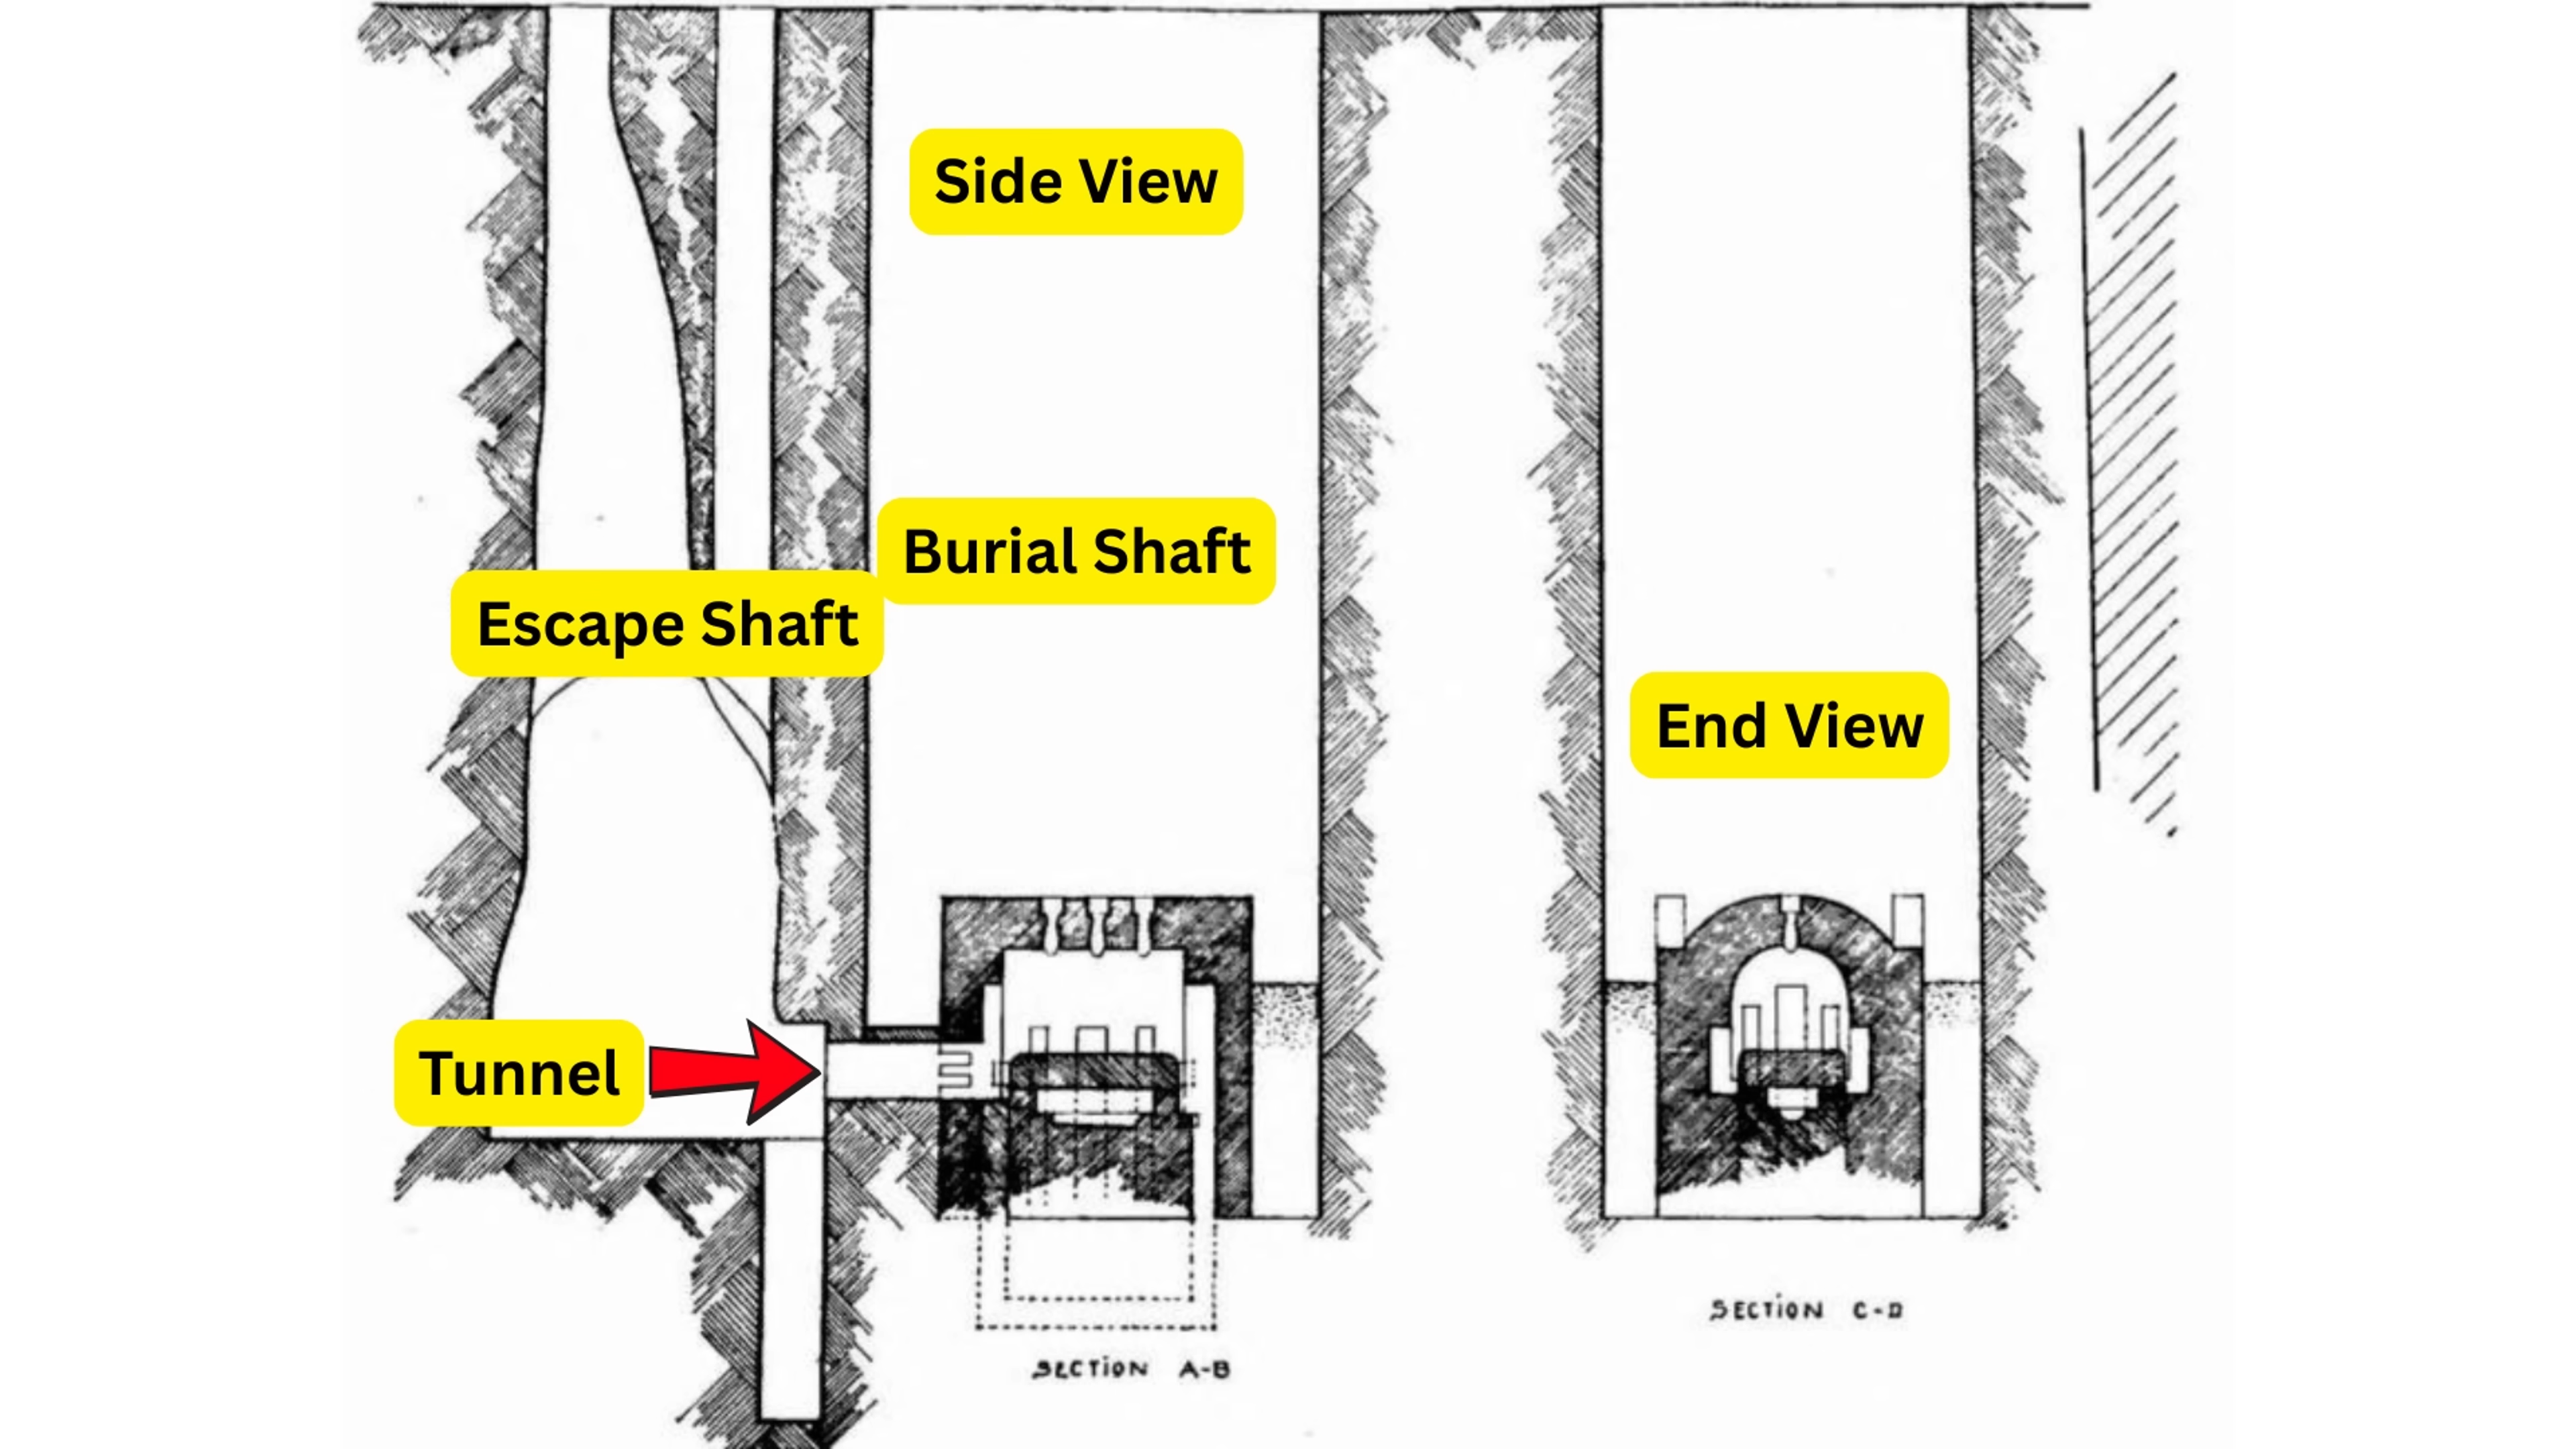 Side View
Burial Shaft
Escape Shaft
End View
Tunnel
SECTION C-D
SECTION A-B